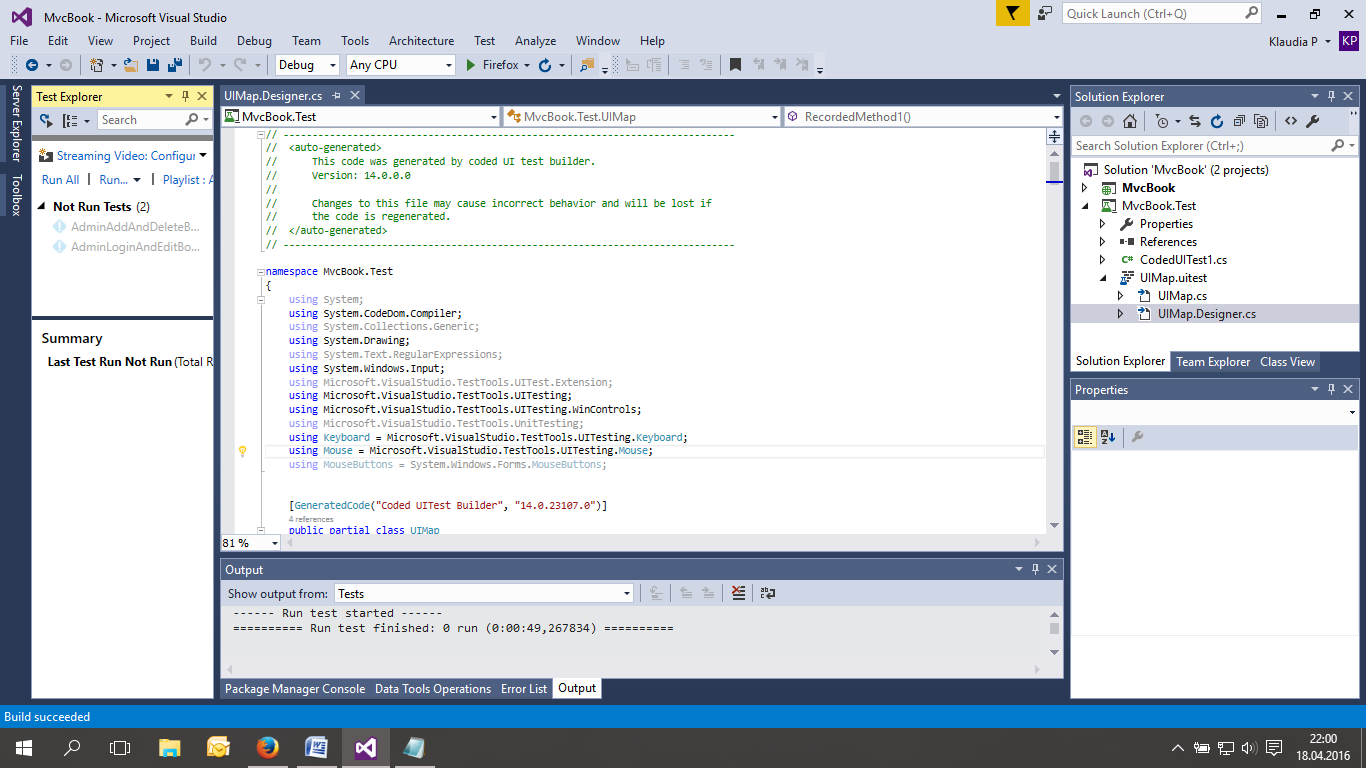 MvcBook - Microsoft Visual Studio
Quick Launch (Ctrl+Q)
File Edit View Project Build Debug Team Tools Architecture Test Analyze Window Help
Klaudia P
KP
Debug
Any CPU
Firefox
Server Explorer
Toolbox
Test Explorer
Search
Streaming Video: Configur
Run All | Run... | Playlist : A
Not Run Tests (2)
AdminAddAndDeleteB...
AdminLoginAndEditBo...
Summary
Last Test Run Not Run (Total R
UIMap.Designer.cs
MvcBook.Test
MvcBook.Test.UIMap
RecordedMethod1()
// ------------------------------------------------------------------------------
//  <auto-generated>
//      This code was generated by coded UI test builder.
//      Version: 14.0.0.0
//
//      Changes to this file may cause incorrect behavior and will be lost if
//      the code is regenerated.
//  </auto-generated>
// ------------------------------------------------------------------------------
namespace MvcBook.Test
{
using System;
using System.CodeDom.Compiler;
using System.Collections.Generic;
using System.Drawing;
using System.Text.RegularExpressions;
using System.Windows.Input;
using Microsoft.VisualStudio.TestTools.UITest.Extension;
using Microsoft.VisualStudio.TestTools.UITesting;
using Microsoft.VisualStudio.TestTools.UITesting.WinControls;
using Microsoft.VisualStudio.TestTools.UnitTesting;
using Keyboard = Microsoft.VisualStudio.TestTools.UITesting.Keyboard;
using Mouse = Microsoft.VisualStudio.TestTools.UITesting.Mouse;
using MouseButtons = System.Windows.Forms.MouseButtons;
[GeneratedCode("Coded UITest Builder", "14.0.23107.0")]
4 references
public partial class UIMap
81 %
Output
Show output from: Tests
------ Run test started ------
========== Run test finished: 0 run (0:00:49,267834) ==========
Package Manager Console Data Tools Operations Error List Output
Solution Explorer
Search Solution Explorer (Ctrl+;)
Solution 'MvcBook' (2 projects)
MvcBook
MvcBook.Test
Properties
References
C# CodedUITest1.cs
UIMap.uitest
UIMap.cs
UIMap.Designer.cs
Solution Explorer Team Explorer Class View
Properties
Build succeeded
22:00
18.04.2016